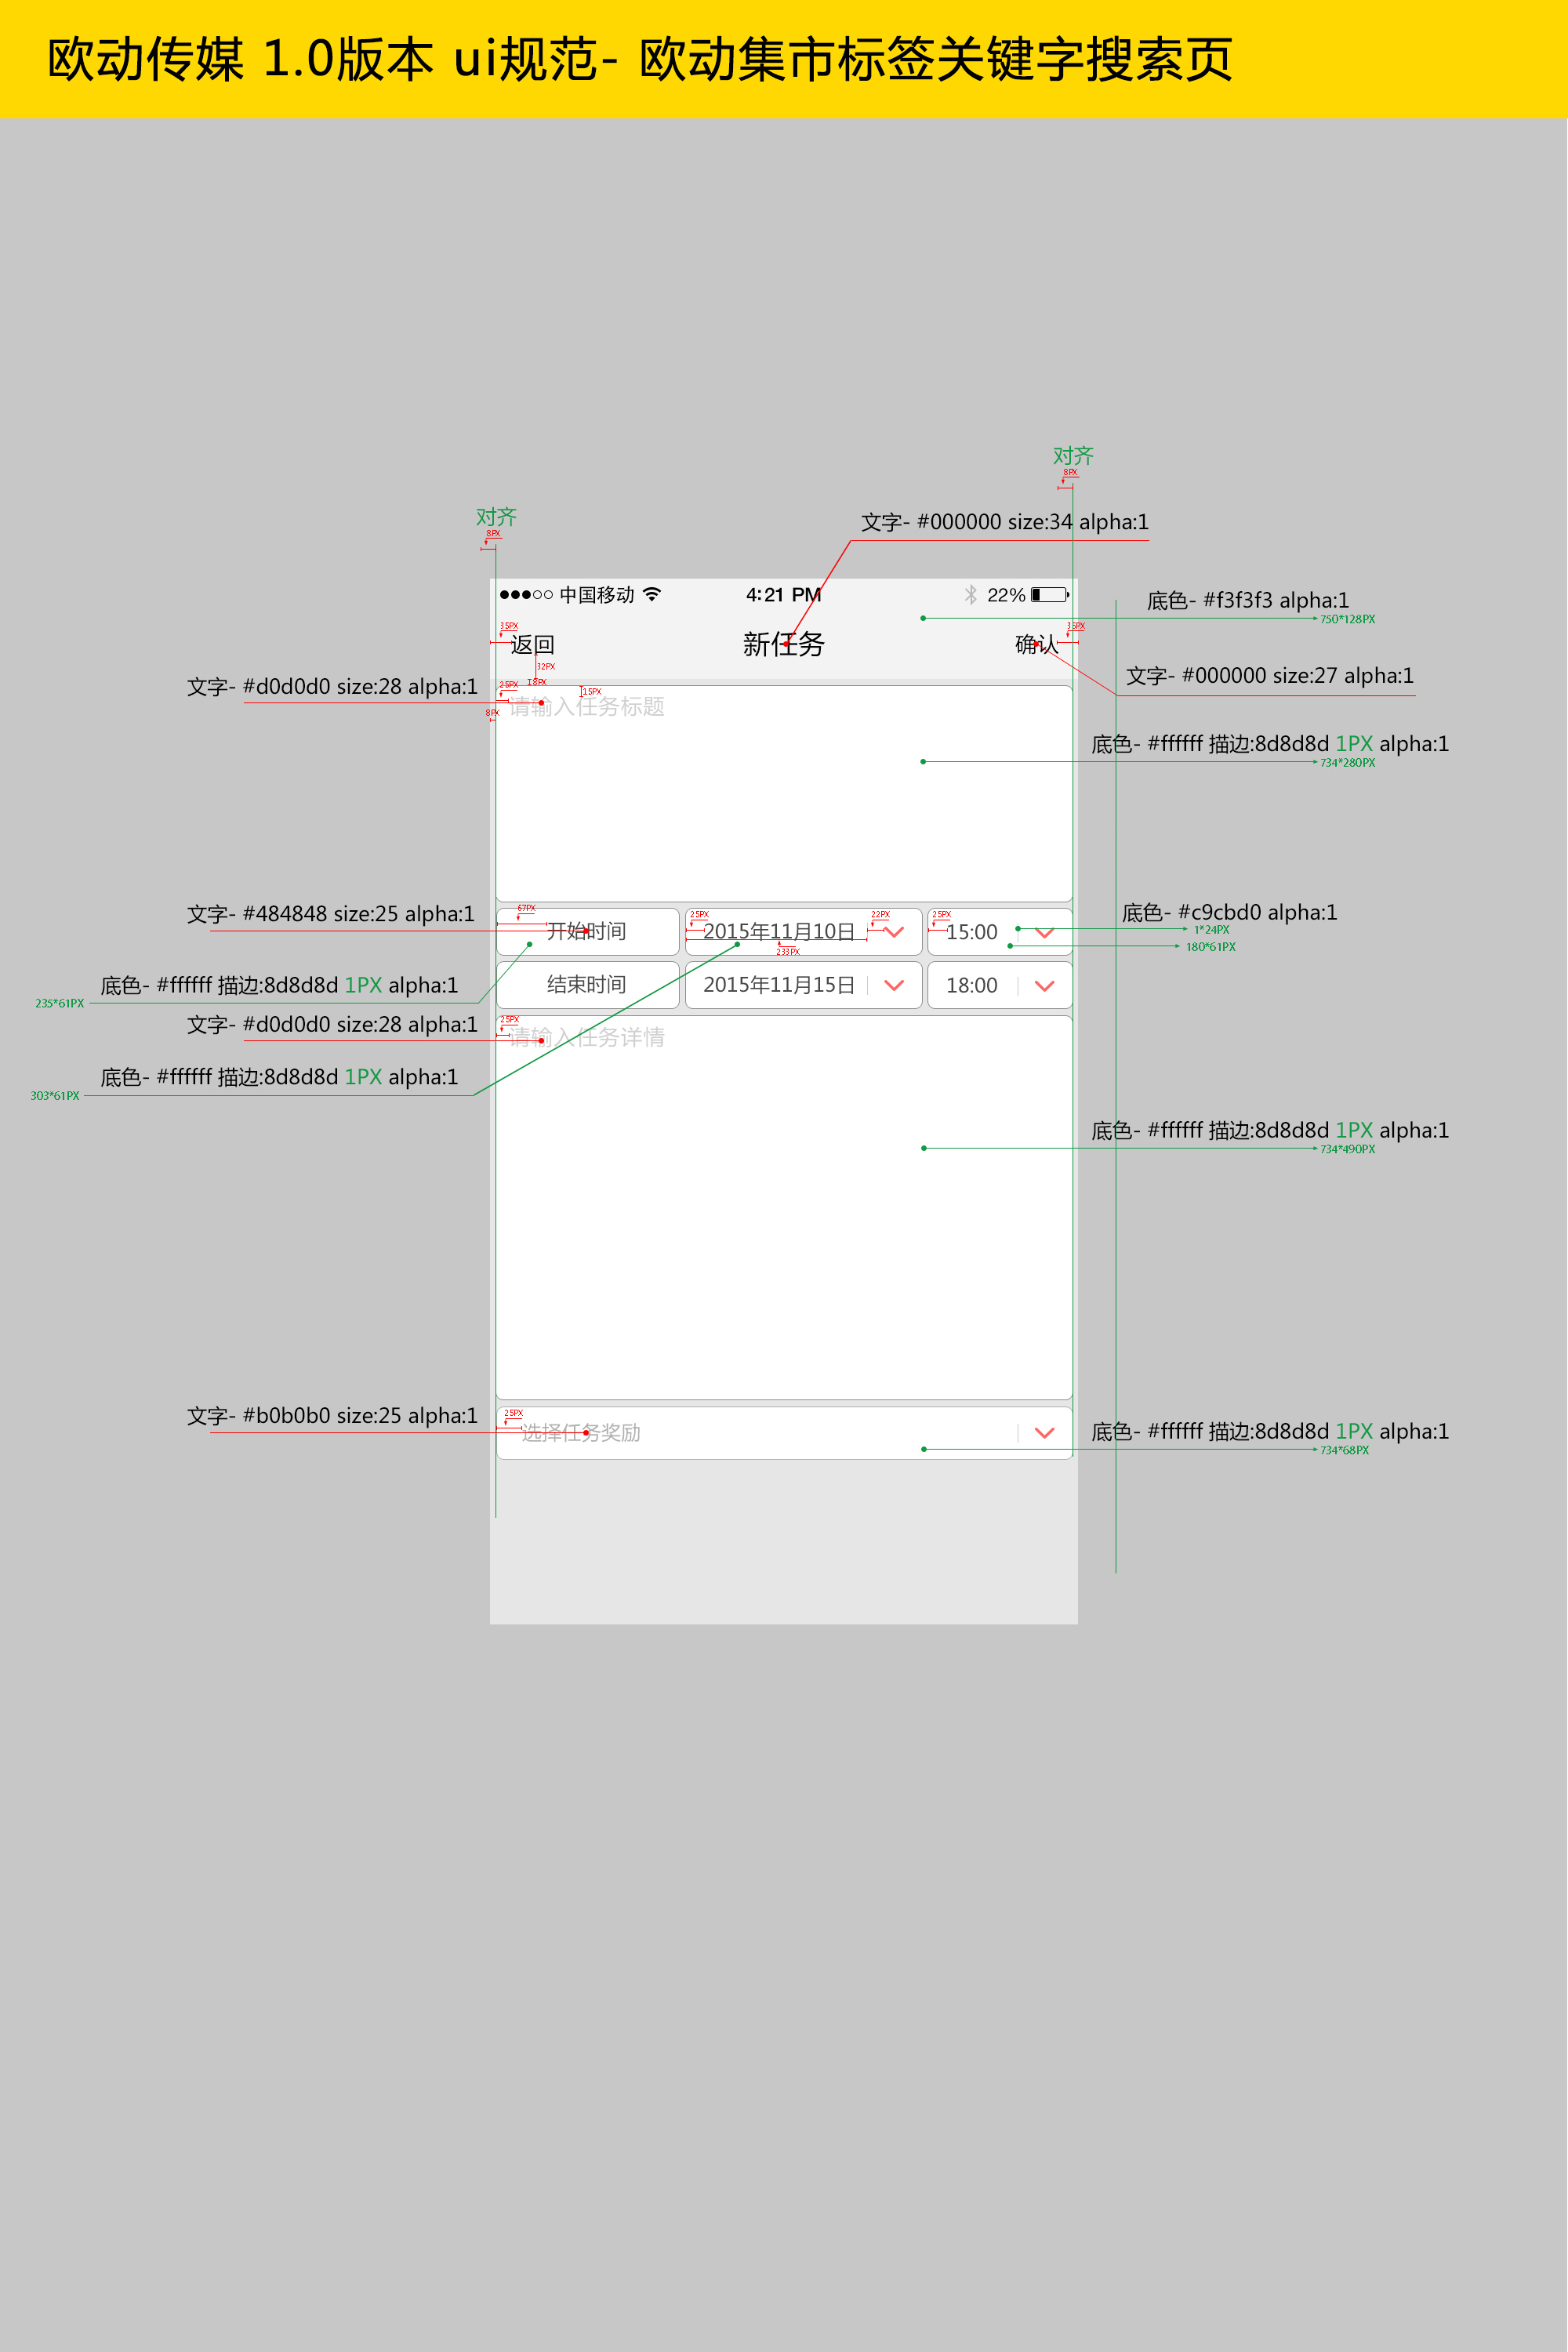 欧动传媒 1.0版本 ui规范- 欧动集市标签关键字搜索页
对齐
8PX
对齐
8PX
文字- #000000 size:34 alpha:1
中国移动 4:21 PM 22%
底色- #f3f3f3 alpha:1
750*128PX
35PX
35PX
返回 新任务 确认
32PX
文字- #000000 size:27 alpha:1
文字- #d0d0d0 size:28 alpha:1
25PX
18PX
15PX
请输入任务标题
8PX
底色- #ffffff 描边:8d8d8d 1PX alpha:1
734*280PX
文字- #484848 size:25 alpha:1
67PX
25PX
22PX
25PX
底色- #c9cbd0 alpha:1
1*24PX
开始时间 2015年11月10日 15:00
180*61PX
233PX
底色- #ffffff 描边:8d8d8d 1PX alpha:1
235*61PX
结束时间 2015年11月15日 18:00
文字- #d0d0d0 size:28 alpha:1
25PX
请输入任务详情
底色- #ffffff 描边:8d8d8d 1PX alpha:1
303*61PX
底色- #ffffff 描边:8d8d8d 1PX alpha:1
734*490PX
文字- #b0b0b0 size:25 alpha:1
25PX
选择任务奖励
底色- #ffffff 描边:8d8d8d 1PX alpha:1
734*68PX